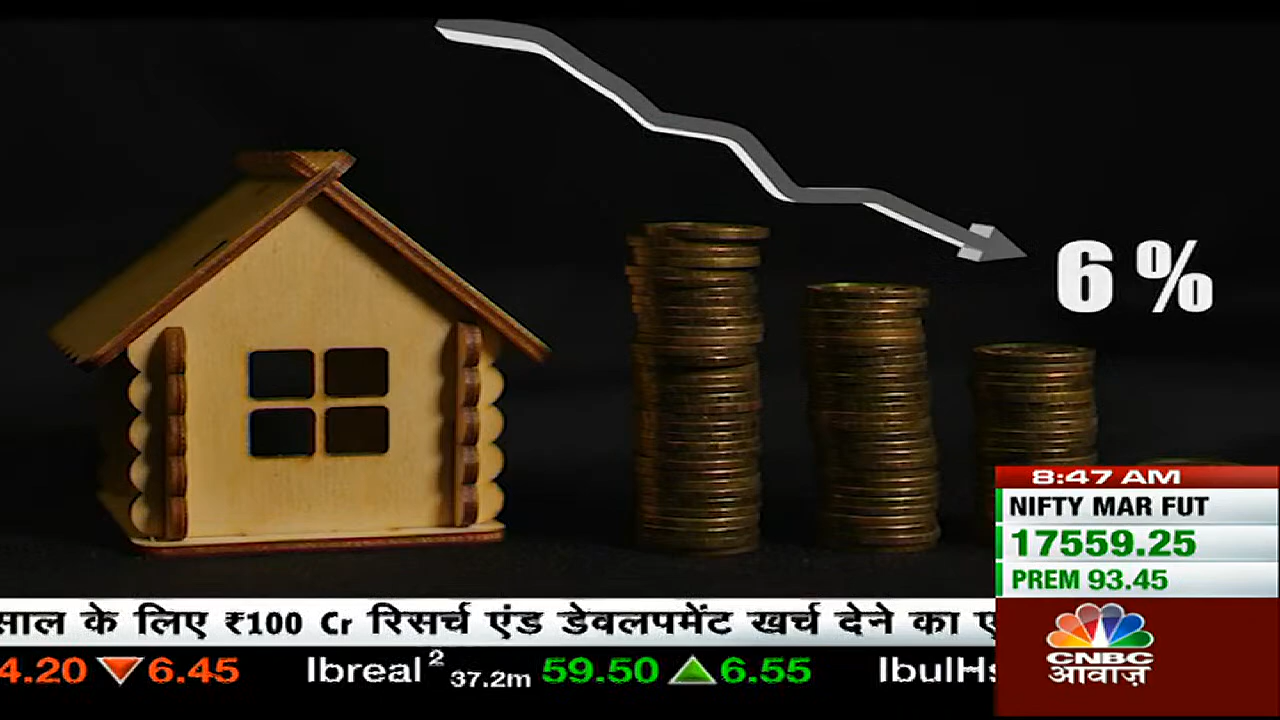 6 %
8:47 AM
NIFTY MAR FUT
17559.25
PREM 93.45
साल के लिए ₹100 Cr रिसर्च एंड डेवलपमेंट खर्च देने का
4.20 6.45 Ibreal 2 37.2m 59.50 6.55 IbulHs
CNBC
आवाज़